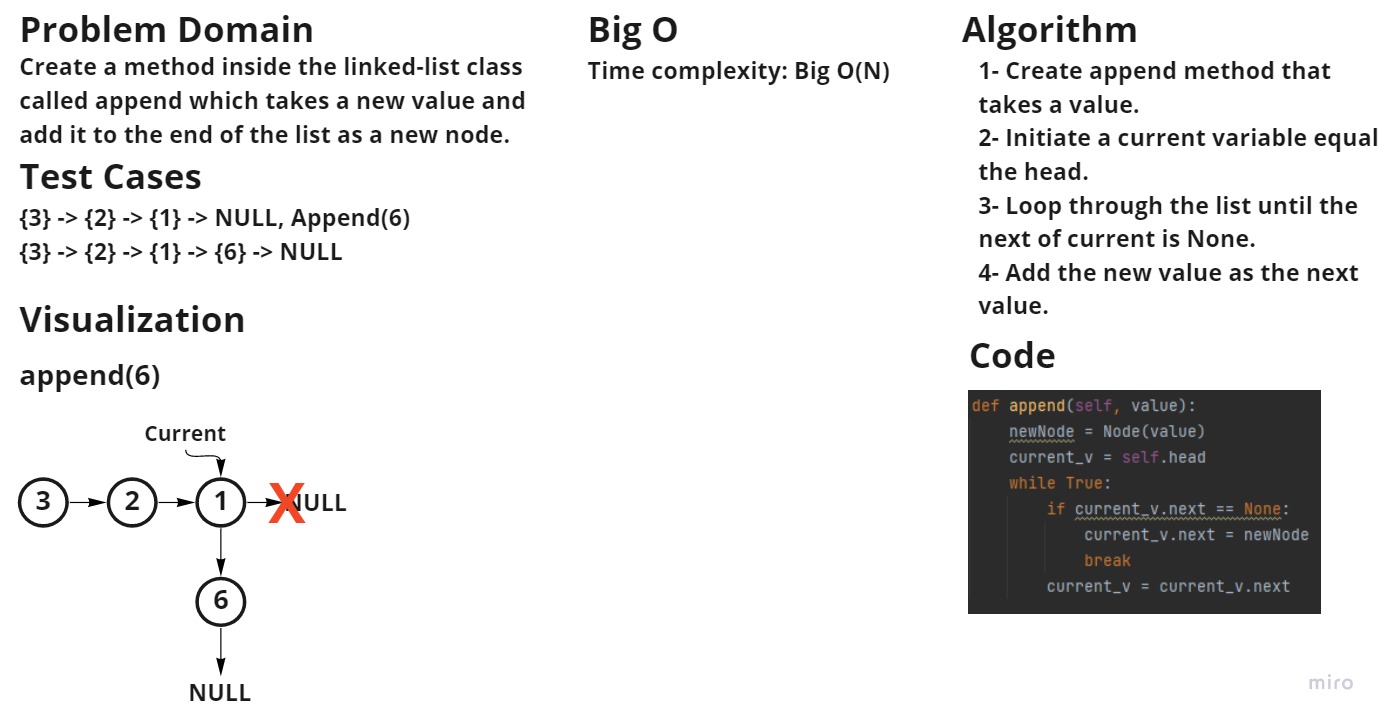 Problem Domain
Create a method inside the linked-list class
called append which takes a new value and
add it to the end of the list as a new node.
Test Cases
{3} -> {2} -> {1} -> NULL, Append(6)
{3} -> {2} -> {1} -> {6} -> NULL
Visualization
append(6)
Current
3
2
1
X
NULL
6
NULL
Big O
Time complexity: Big O(N)
Algorithm
1- Create append method that
takes a value.
2- Initiate a current variable equal
the head.
3- Loop through the list until the
next of current is None.
4- Add the new value as the next
value.
Code
def append(self, value):
    newNode = Node(value)
    current_v = self.head
    while True:
        if current_v.next == None:
            current_v.next = newNode
            break
        current_v = current_v.next
miro